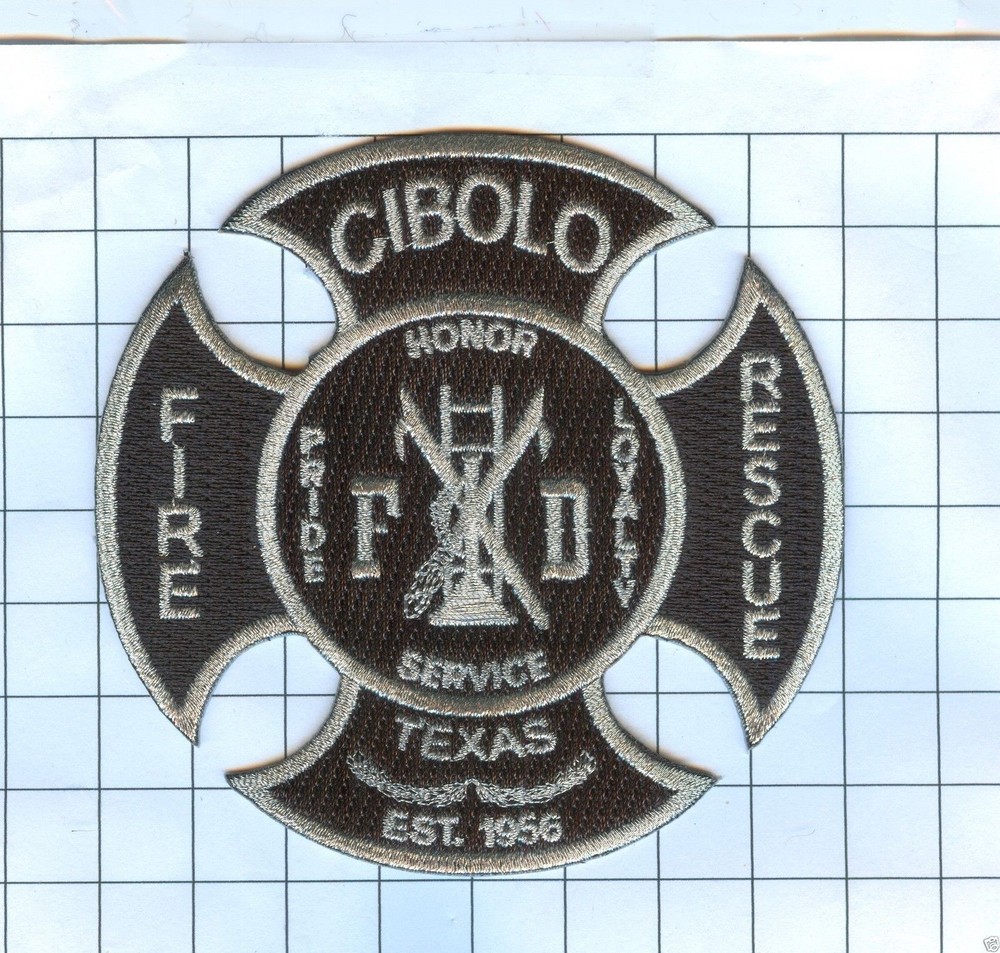 CIBOLO
HONOR
FIRE
PRIDE
F D
LOYALTY
RESCUE
SERVICE
TEXAS
EST. 1956